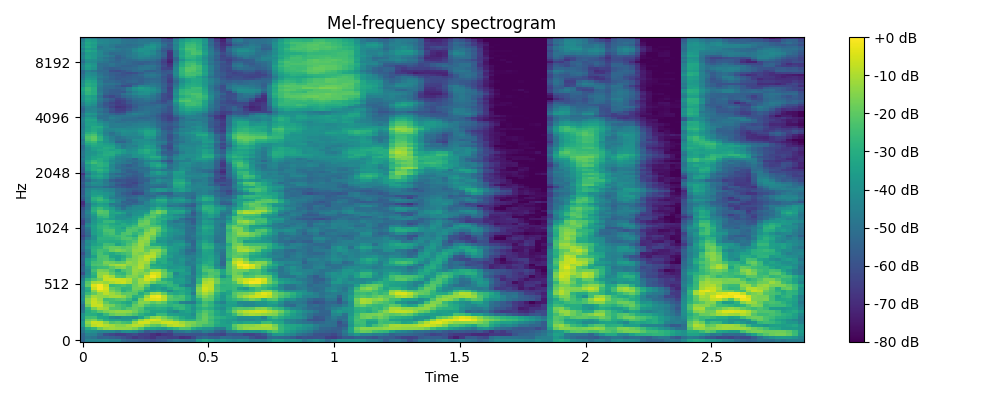 Mel-frequency spectrogram
Hz
8192
4096
2048
1024
512
0
0
0.5
1
1.5
2
2.5
Time
+0 dB
-10 dB
-20 dB
-30 dB
-40 dB
-50 dB
-60 dB
-70 dB
-80 dB